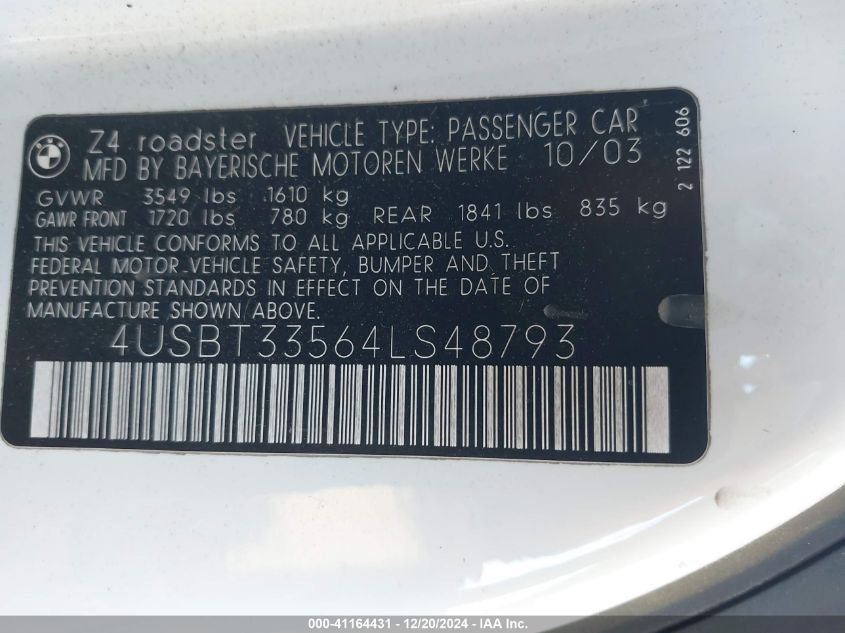 BMW
Z4 roadster VEHICLE TYPE: PASSENGER CAR
MFD BY BAYERISCHE MOTOREN WERKE 10/03
GVWR 3549 lbs 1610 kg
GAWR FRONT 1720 lbs 780 kg REAR 1841 lbs 835 kg
THIS VEHICLE CONFORMS TO ALL APPLICABLE U.S.
FEDERAL MOTOR VEHICLE SAFETY, BUMPER AND THEFT
PREVENTION STANDARDS IN EFFECT ON THE DATE OF
MANUFACTURE SHOWN ABOVE.
4USBT33564LS48793
2 122 606
000-41164431 - 12/20/2024 - IAAI.com